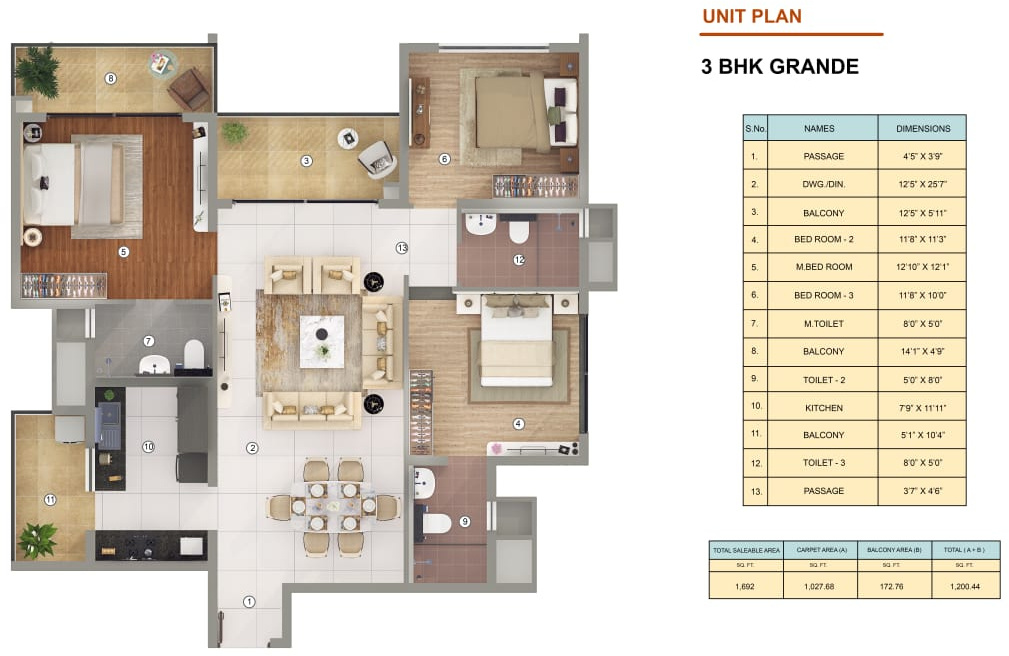 UNIT PLAN
3 BHK GRANDE
S.No. NAMES DIMENSIONS
1. PASSAGE 4'5" X 3'9"
2. DWG./DIN. 12'5" X 25'7"
3. BALCONY 12'5" X 5'11"
4. BED ROOM - 2 11'8" X 11'3"
5. M.BED ROOM 12'10" X 12'1"
6. BED ROOM - 3 11'8" X 10'0"
7. M.TOILET 8'0" X 5'0"
8. BALCONY 14'1" X 4'9"
9. TOILET - 2 5'0" X 8'0"
10. KITCHEN 7'9" X 11'11"
11. BALCONY 5'1" X 10'4"
12. TOILET - 3 8'0" X 5'0"
13. PASSAGE 3'7" X 4'6"
TOTAL SALEABLE AREA CARPET AREA (A) BALCONY AREA (B) TOTAL ( A + B )
SQ. FT. SQ. FT. SQ. FT. SQ. FT.
1,692 1,027.68 172.76 1,200.44
8
3
6
5
13
12
7
4
2
10
11
9
1